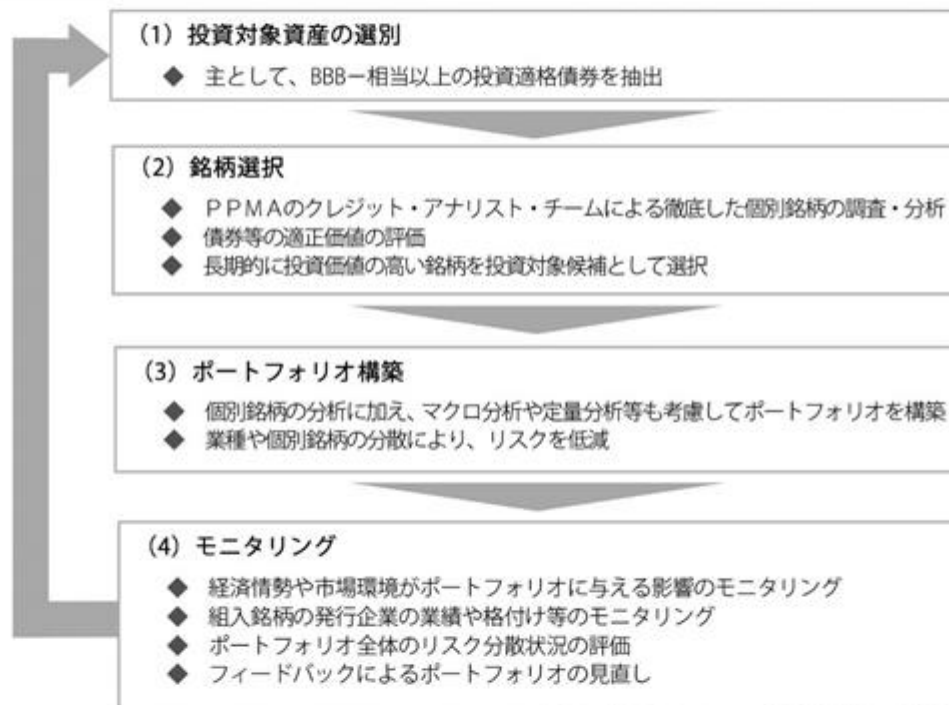 (1) 投資対象資産の選別
◆ 主として、BBB－相当以上の投資適格債券を抽出
(2) 銘柄選択
◆ ＰＰＭＡのクレジット・アナリスト・チームによる徹底した個別銘柄の調査・分析
◆ 債券等の適正価値の評価
◆ 長期的に投資価値の高い銘柄を投資対象候補として選択
(3) ポートフォリオ構築
◆ 個別銘柄の分析に加え、マクロ分析や定量分析等も考慮してポートフォリオを構築
◆ 業種や個別銘柄の分散により、リスクを低減
(4) モニタリング
◆ 経済情勢や市場環境がポートフォリオに与える影響のモニタリング
◆ 組入銘柄の発行企業の業績や格付け等のモニタリング
◆ ポートフォリオ全体のリスク分散状況の評価
◆ フィードバックによるポートフォリオの見直し